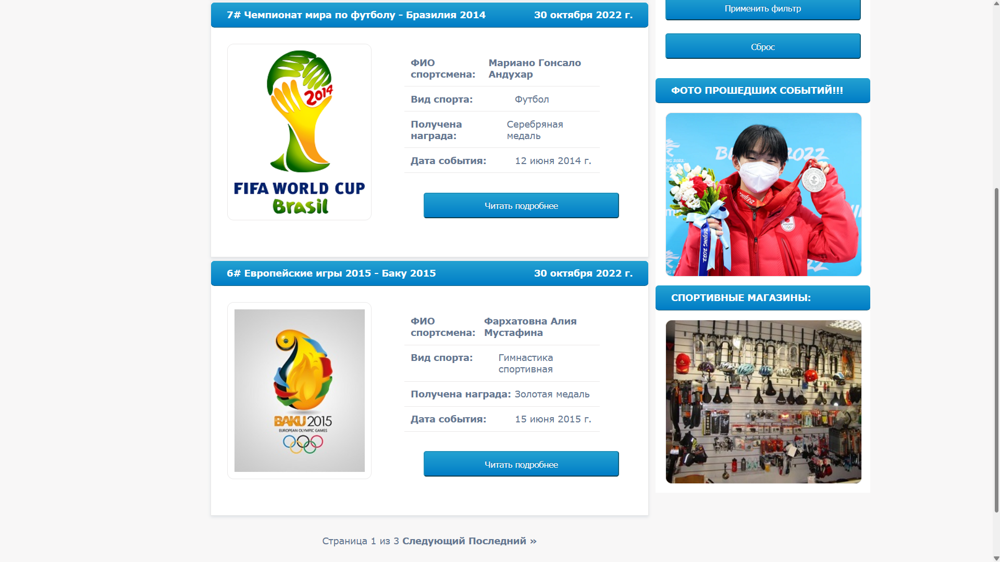 7# Чемпионат мира по футболу - Бразилия 2014
30 октября 2022 г.
2014
FIFA WORLD CUP
Brasil
ФИО спортсмена:
Мариано Гонсало Андухар
Вид спорта:
Футбол
Получена награда:
Серебряная медаль
Дата события:
12 июня 2014 г.
Читать подробнее
6# Европейские игры 2015 - Баку 2015
30 октября 2022 г.
BAKU 2015
EUROPEAN OLYMPIC GAMES
ФИО спортсмена:
Фархатовна Алия Мустафина
Вид спорта:
Гимнастика спортивная
Получена награда:
Золотая медаль
Дата события:
15 июня 2015 г.
Читать подробнее
Страница 1 из 3 Следующий Последний »
Применить фильтр
Сброс
ФОТО ПРОШЕДШИХ СОБЫТИЙ!!!
2022
BEIJING
BEIJING 2022
СПОРТИВНЫЕ МАГАЗИНЫ: